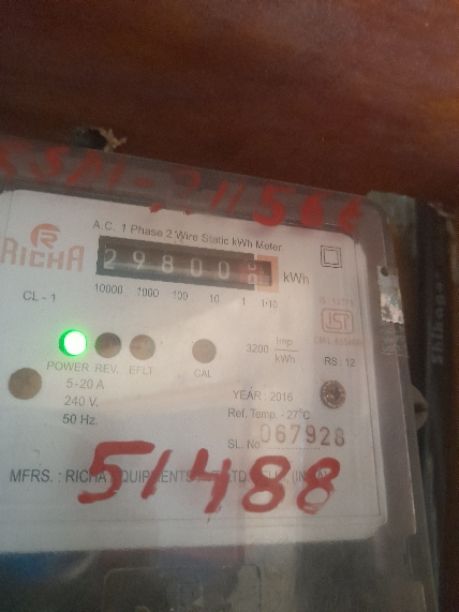 RICHA
A.C. 1 Phase 2 Wire Static kWh Meter
29800 kWh
CL - 1
10000 1000 100 10 1 1/10
3200 Imp/kWh
ISI
RS : 12
POWER REV. EFLT CAL
5-20 A
240 V.
50 Hz.
YEAR : 2016
Ref. Temp. - 27°C
SL. No 067928
MFRS. : RICHA EQUIPMENTS
51488